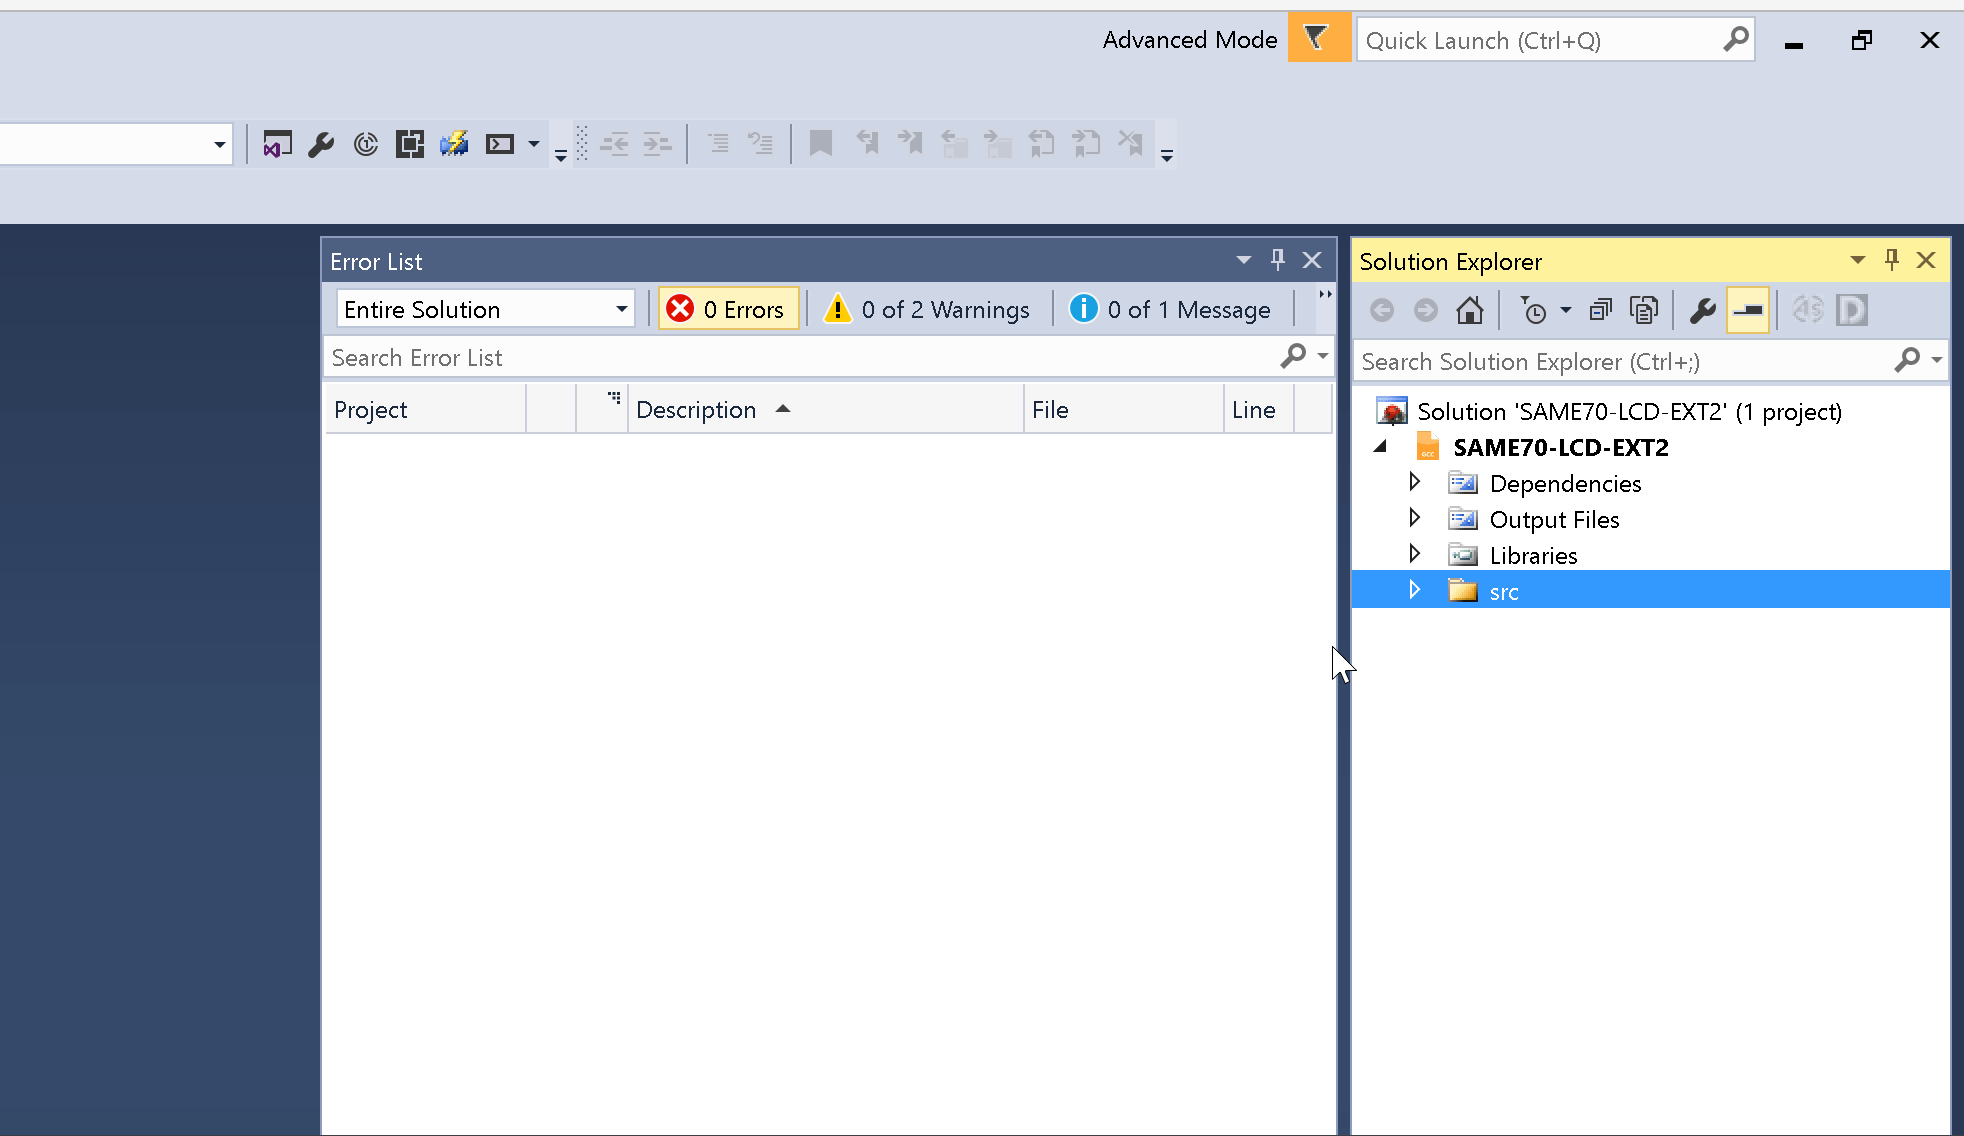 Advanced Mode
Quick Launch (Ctrl+Q)
Error List
Entire Solution
0 Errors
0 of 2 Warnings
0 of 1 Message
Search Error List
Project
Description
File
Line
Solution Explorer
Search Solution Explorer (Ctrl+;)
Solution 'SAME70-LCD-EXT2' (1 project)
SAME70-LCD-EXT2
Dependencies
Output Files
Libraries
src